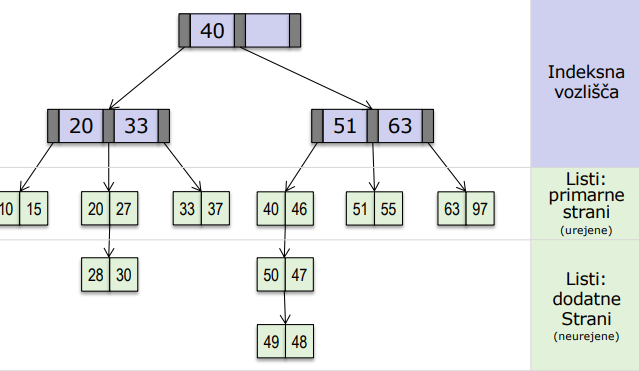 40
Indeksna
vozlišča
20 33
51 63
10 15
20 27
33 37
40 46
51 55
63 97
Listi:
primarne
strani
(urejene)
28 30
50 47
49 48
Listi:
dodatne
Strani
(neurejene)